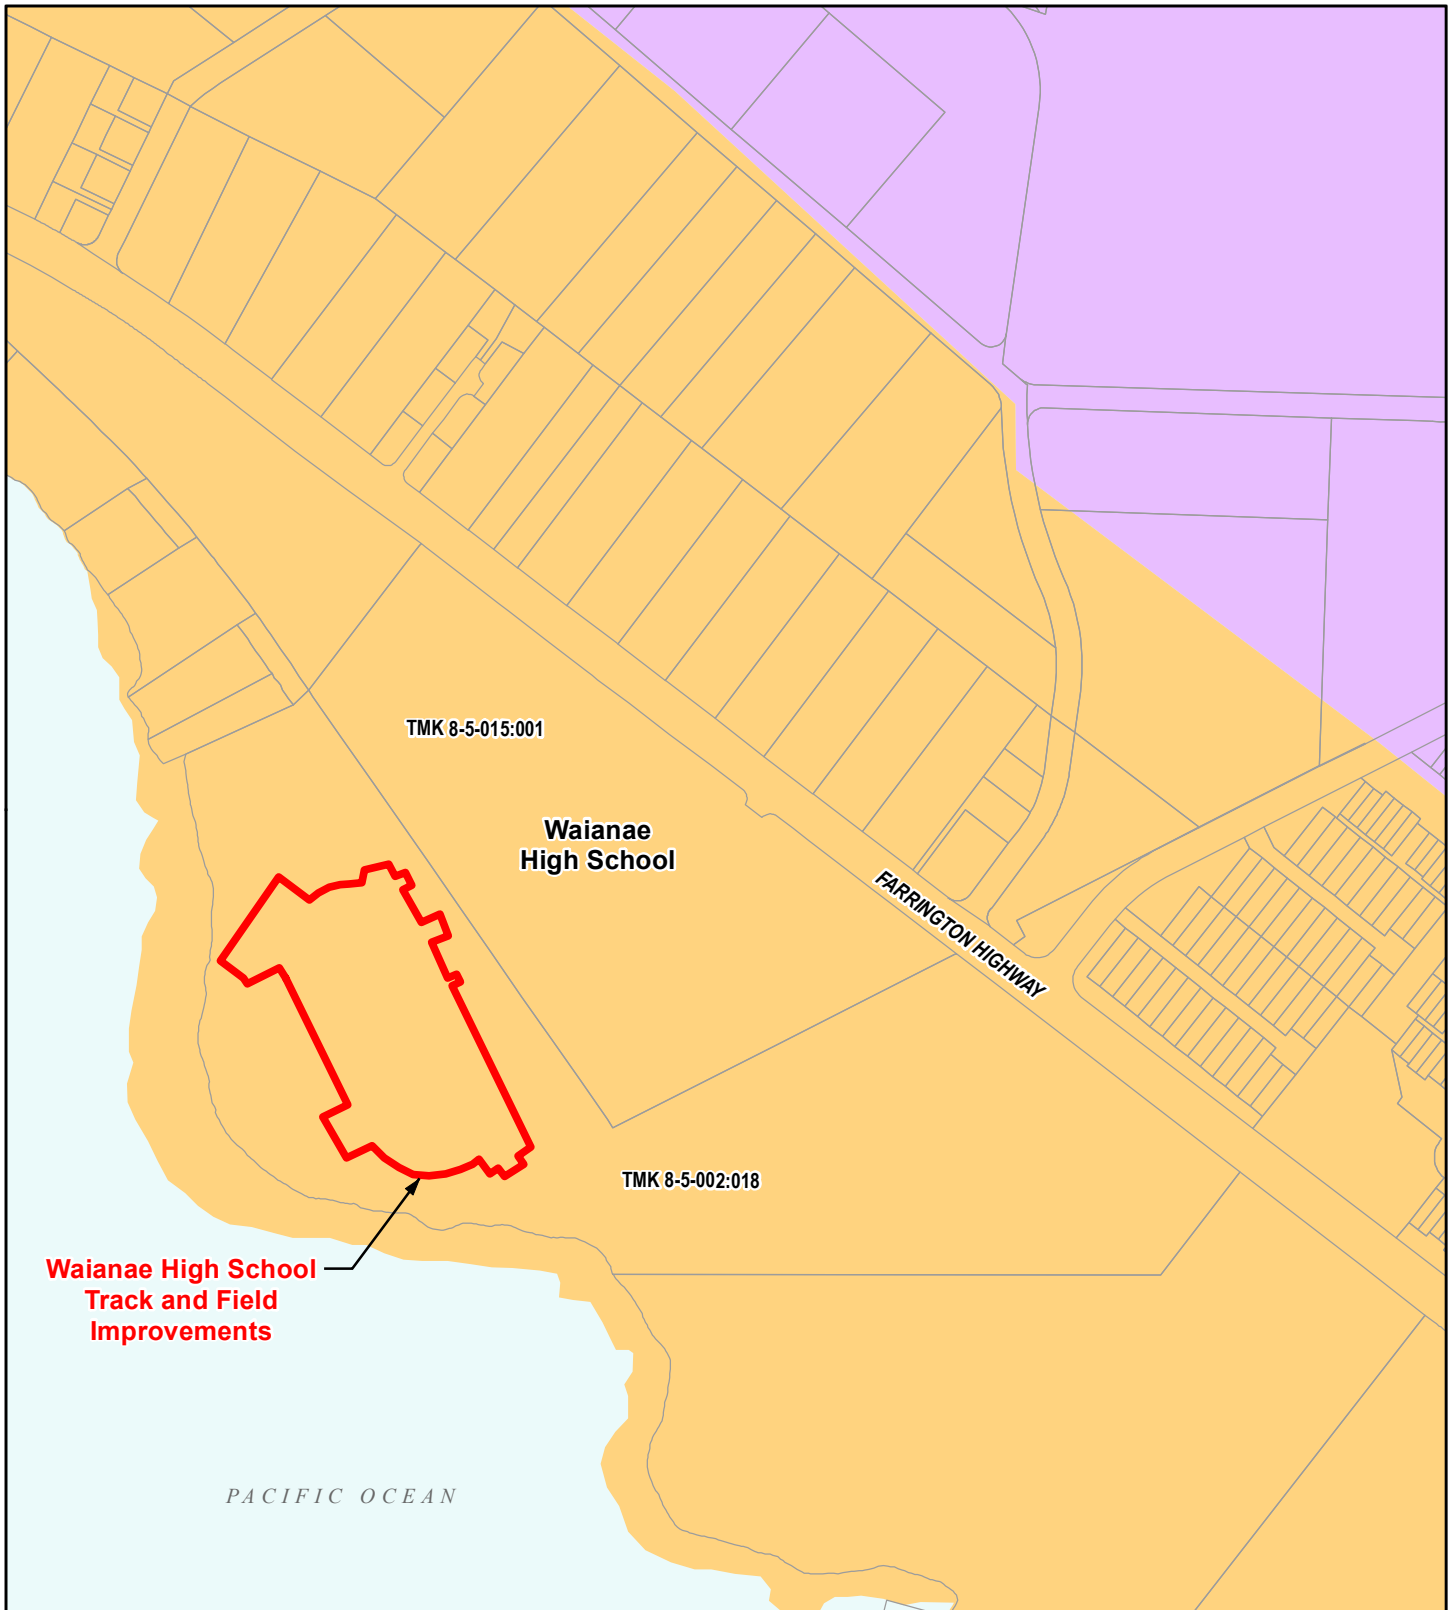 TMK 8-5-015:001
Waianae
High School
FARRINGTON HIGHWAY
TMK 8-5-002:018
Waianae High School
Track and Field
Improvements
PACIFIC OCEAN